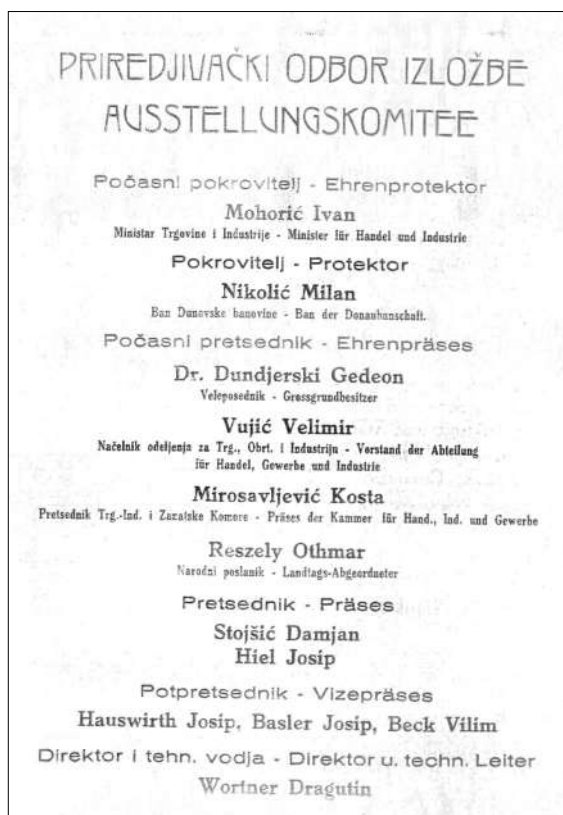 PRIREDJIVAČKI ODBOR IZLOŽBE
AUSSTELLUNGSKOMITEE
Počasni pokrovitelj - Ehrenprotektor
Mohorić Ivan
Ministar Trgovine i Industrije - Minister für Handel und Industrie
Pokrovitelj - Protektor
Nikolić Milan
Ban Dunavske banovine - Ban der Donaubanschaft.
Počasni pretsednik - Ehrenpräses
Dr. Dundjerski Gedeon
Veleposednik - Grossgrundbesitzer
Vujić Velimir
Načelnik odeljenja za Trg., Obrt. i Industriju - Vorstand der Abteilung
für Handel, Gewerbe und Industrie
Mirosavljević Kosta
Pretsednik Trg.-Ind. i Zanatske Komore - Präses der Kammer für Hand., Ind. und Gewerbe
Reszely Othmar
Narodni poslanik - Landtags-Abgeordneter
Pretsednik - Präses
Stojšić Damjan
Hiel Josip
Potpretsednik - Vizepräses
Hauswirth Josip, Basler Josip, Beck Vilim
Direktor i tehn. vodja - Direktor u. techn. Leiter
Wortner Dragutin